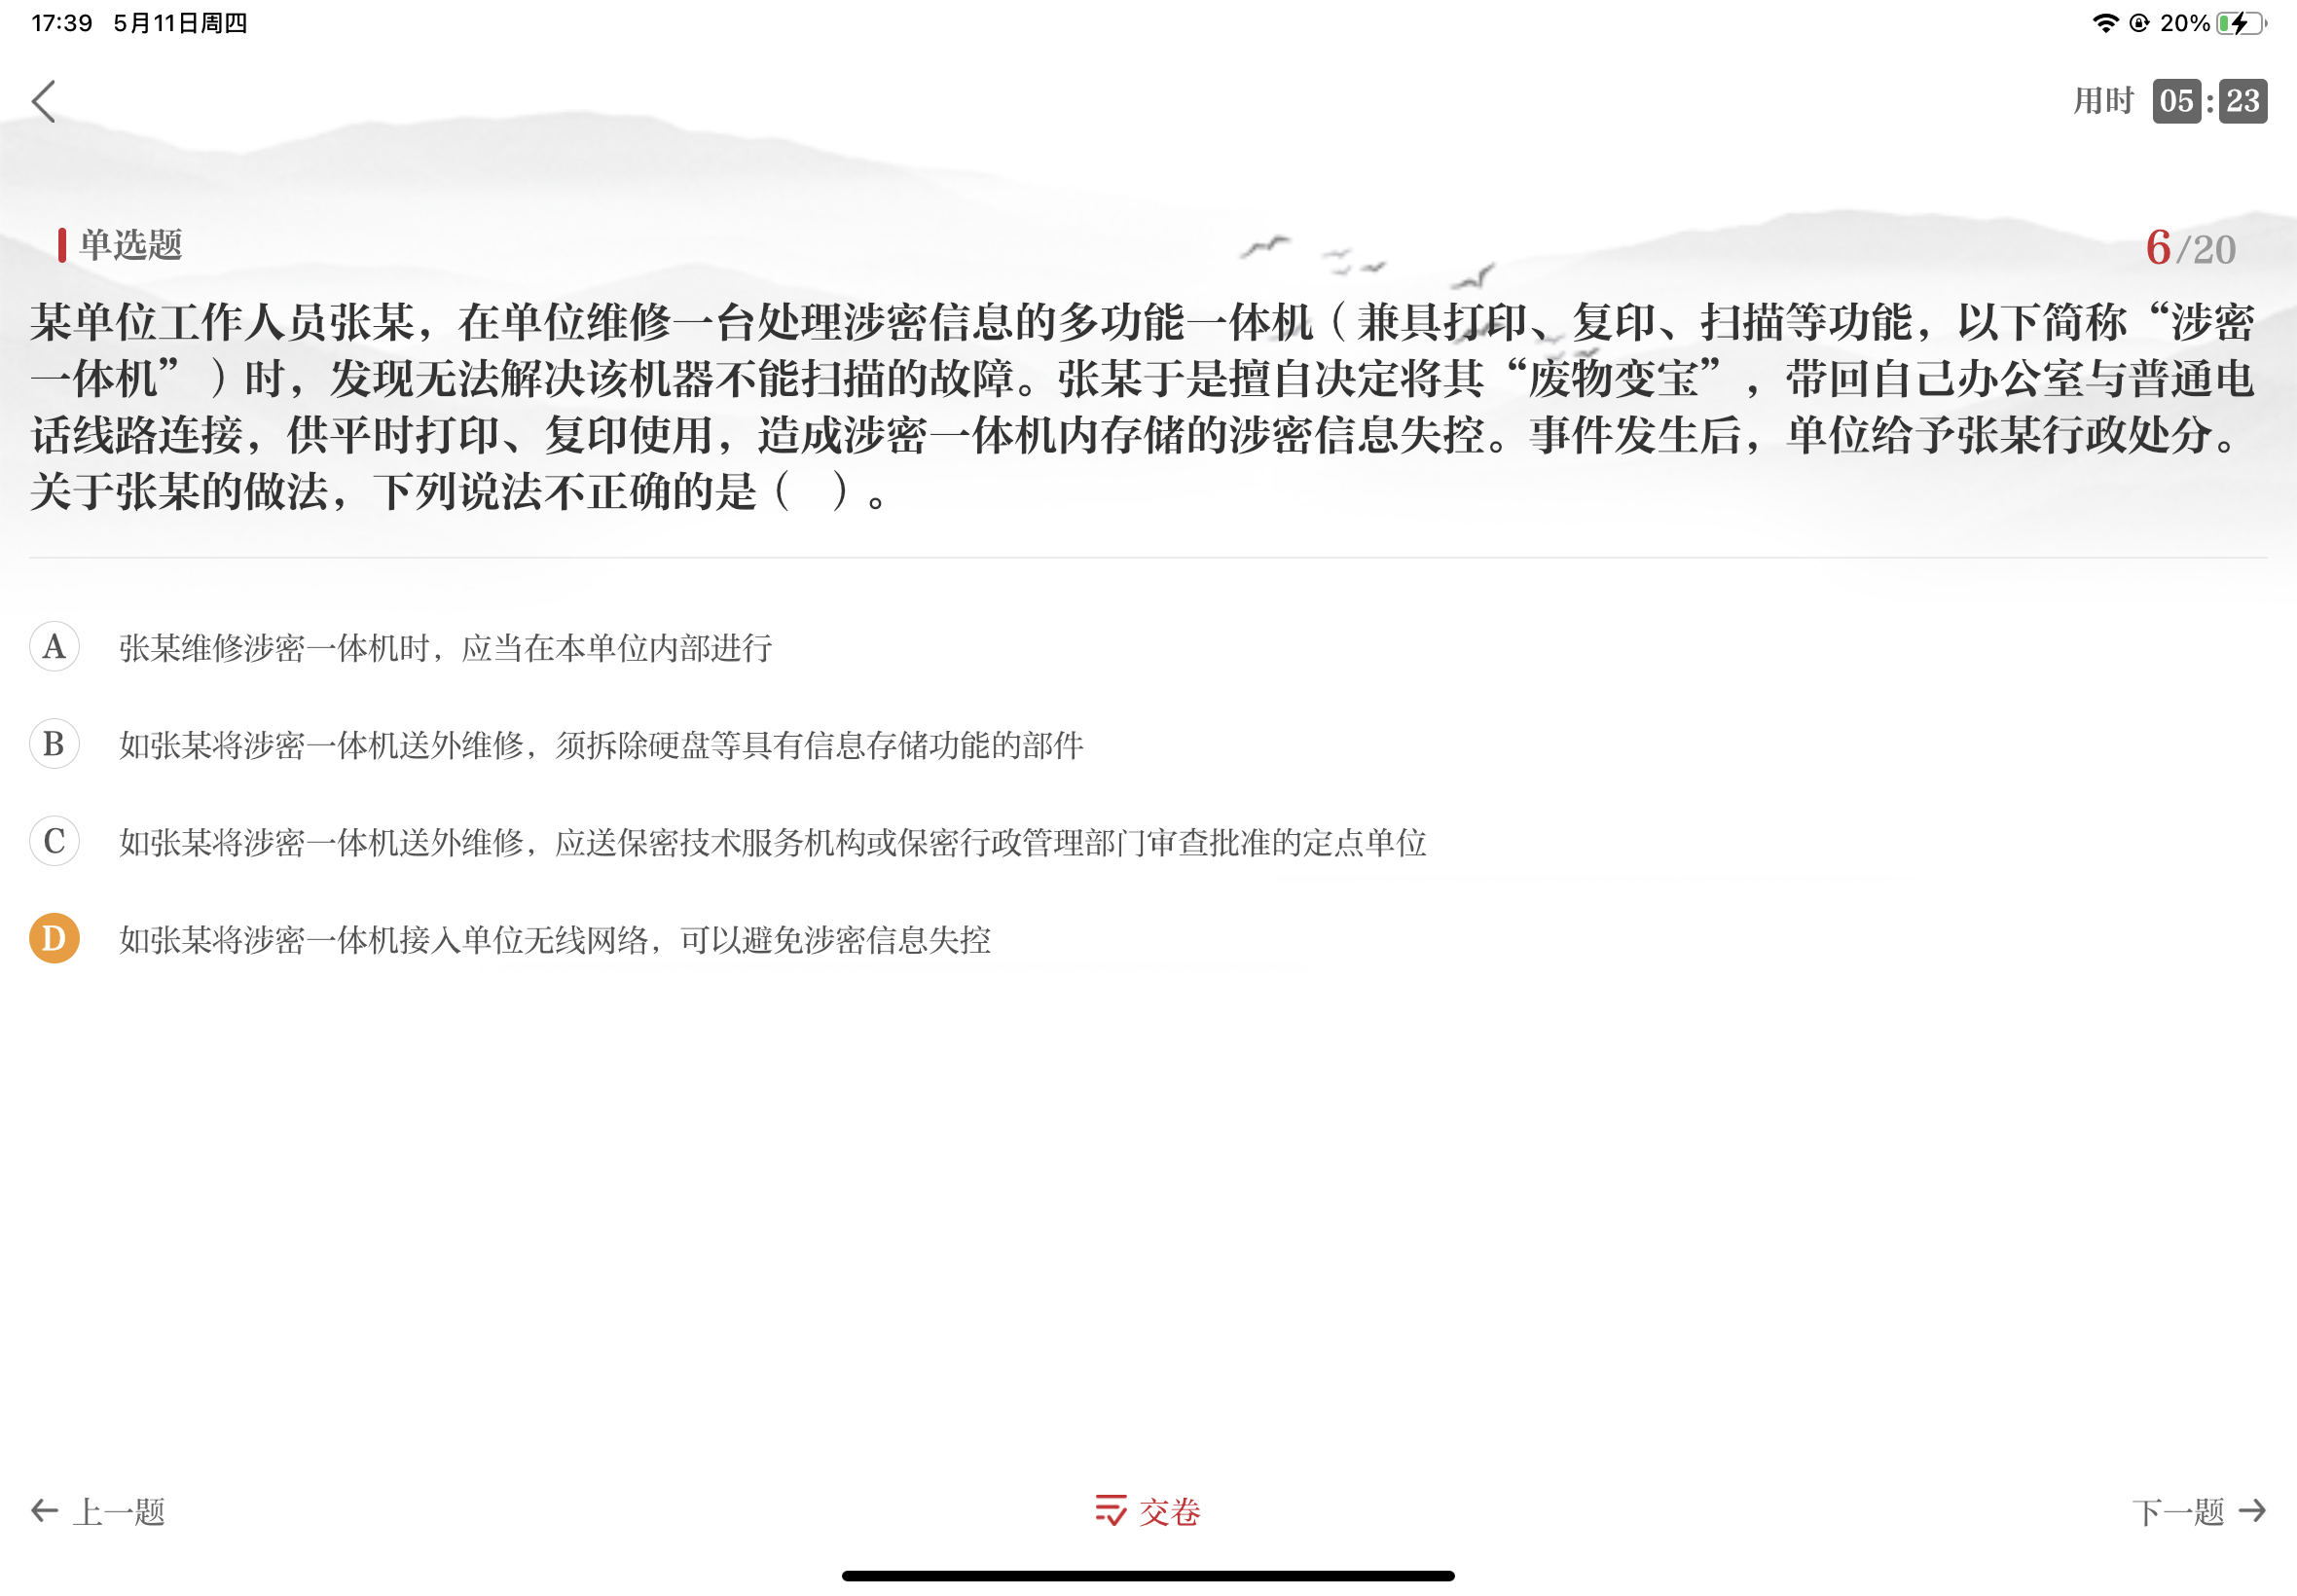 17:39 5月11日周四
20%
用时 05:23
单选题
6/20
某单位工作人员张某，在单位维修一台处理涉密信息的多功能一体机（兼具打印、复印、扫描等功能，以下简称“涉密
一体机”）时，发现无法解决该机器不能扫描的故障。张某于是擅自决定将其“废物变宝”，带回自己办公室与普通电
话线路连接，供平时打印、复印使用，造成涉密一体机内存储的涉密信息失控。事件发生后，单位给予张某行政处分。
关于张某的做法，下列说法不正确的是（ ）。
A 张某维修涉密一体机时，应当在本单位内部进行
B 如张某将涉密一体机送外维修，须拆除硬盘等具有信息存储功能的部件
C 如张某将涉密一体机送外维修，应送保密技术服务机构或保密行政管理部门审查批准的定点单位
D 如张某将涉密一体机接入单位无线网络，可以避免涉密信息失控
上一题
交卷
下一题